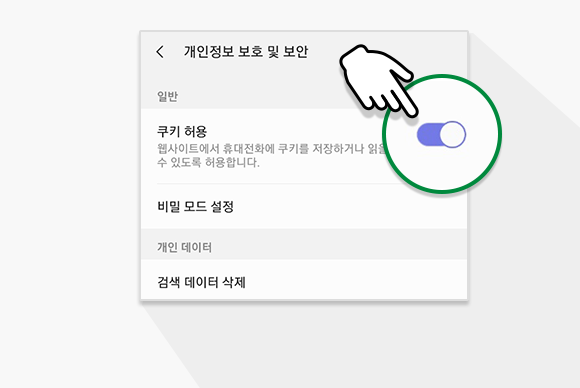 개인정보 보호 및 보안
일반
쿠키 허용
웹사이트에서 휴대전화에 쿠키를 저장하거나 읽을
수 있도록 허용합니다.
비밀 모드 설정
개인 데이터
검색 데이터 삭제